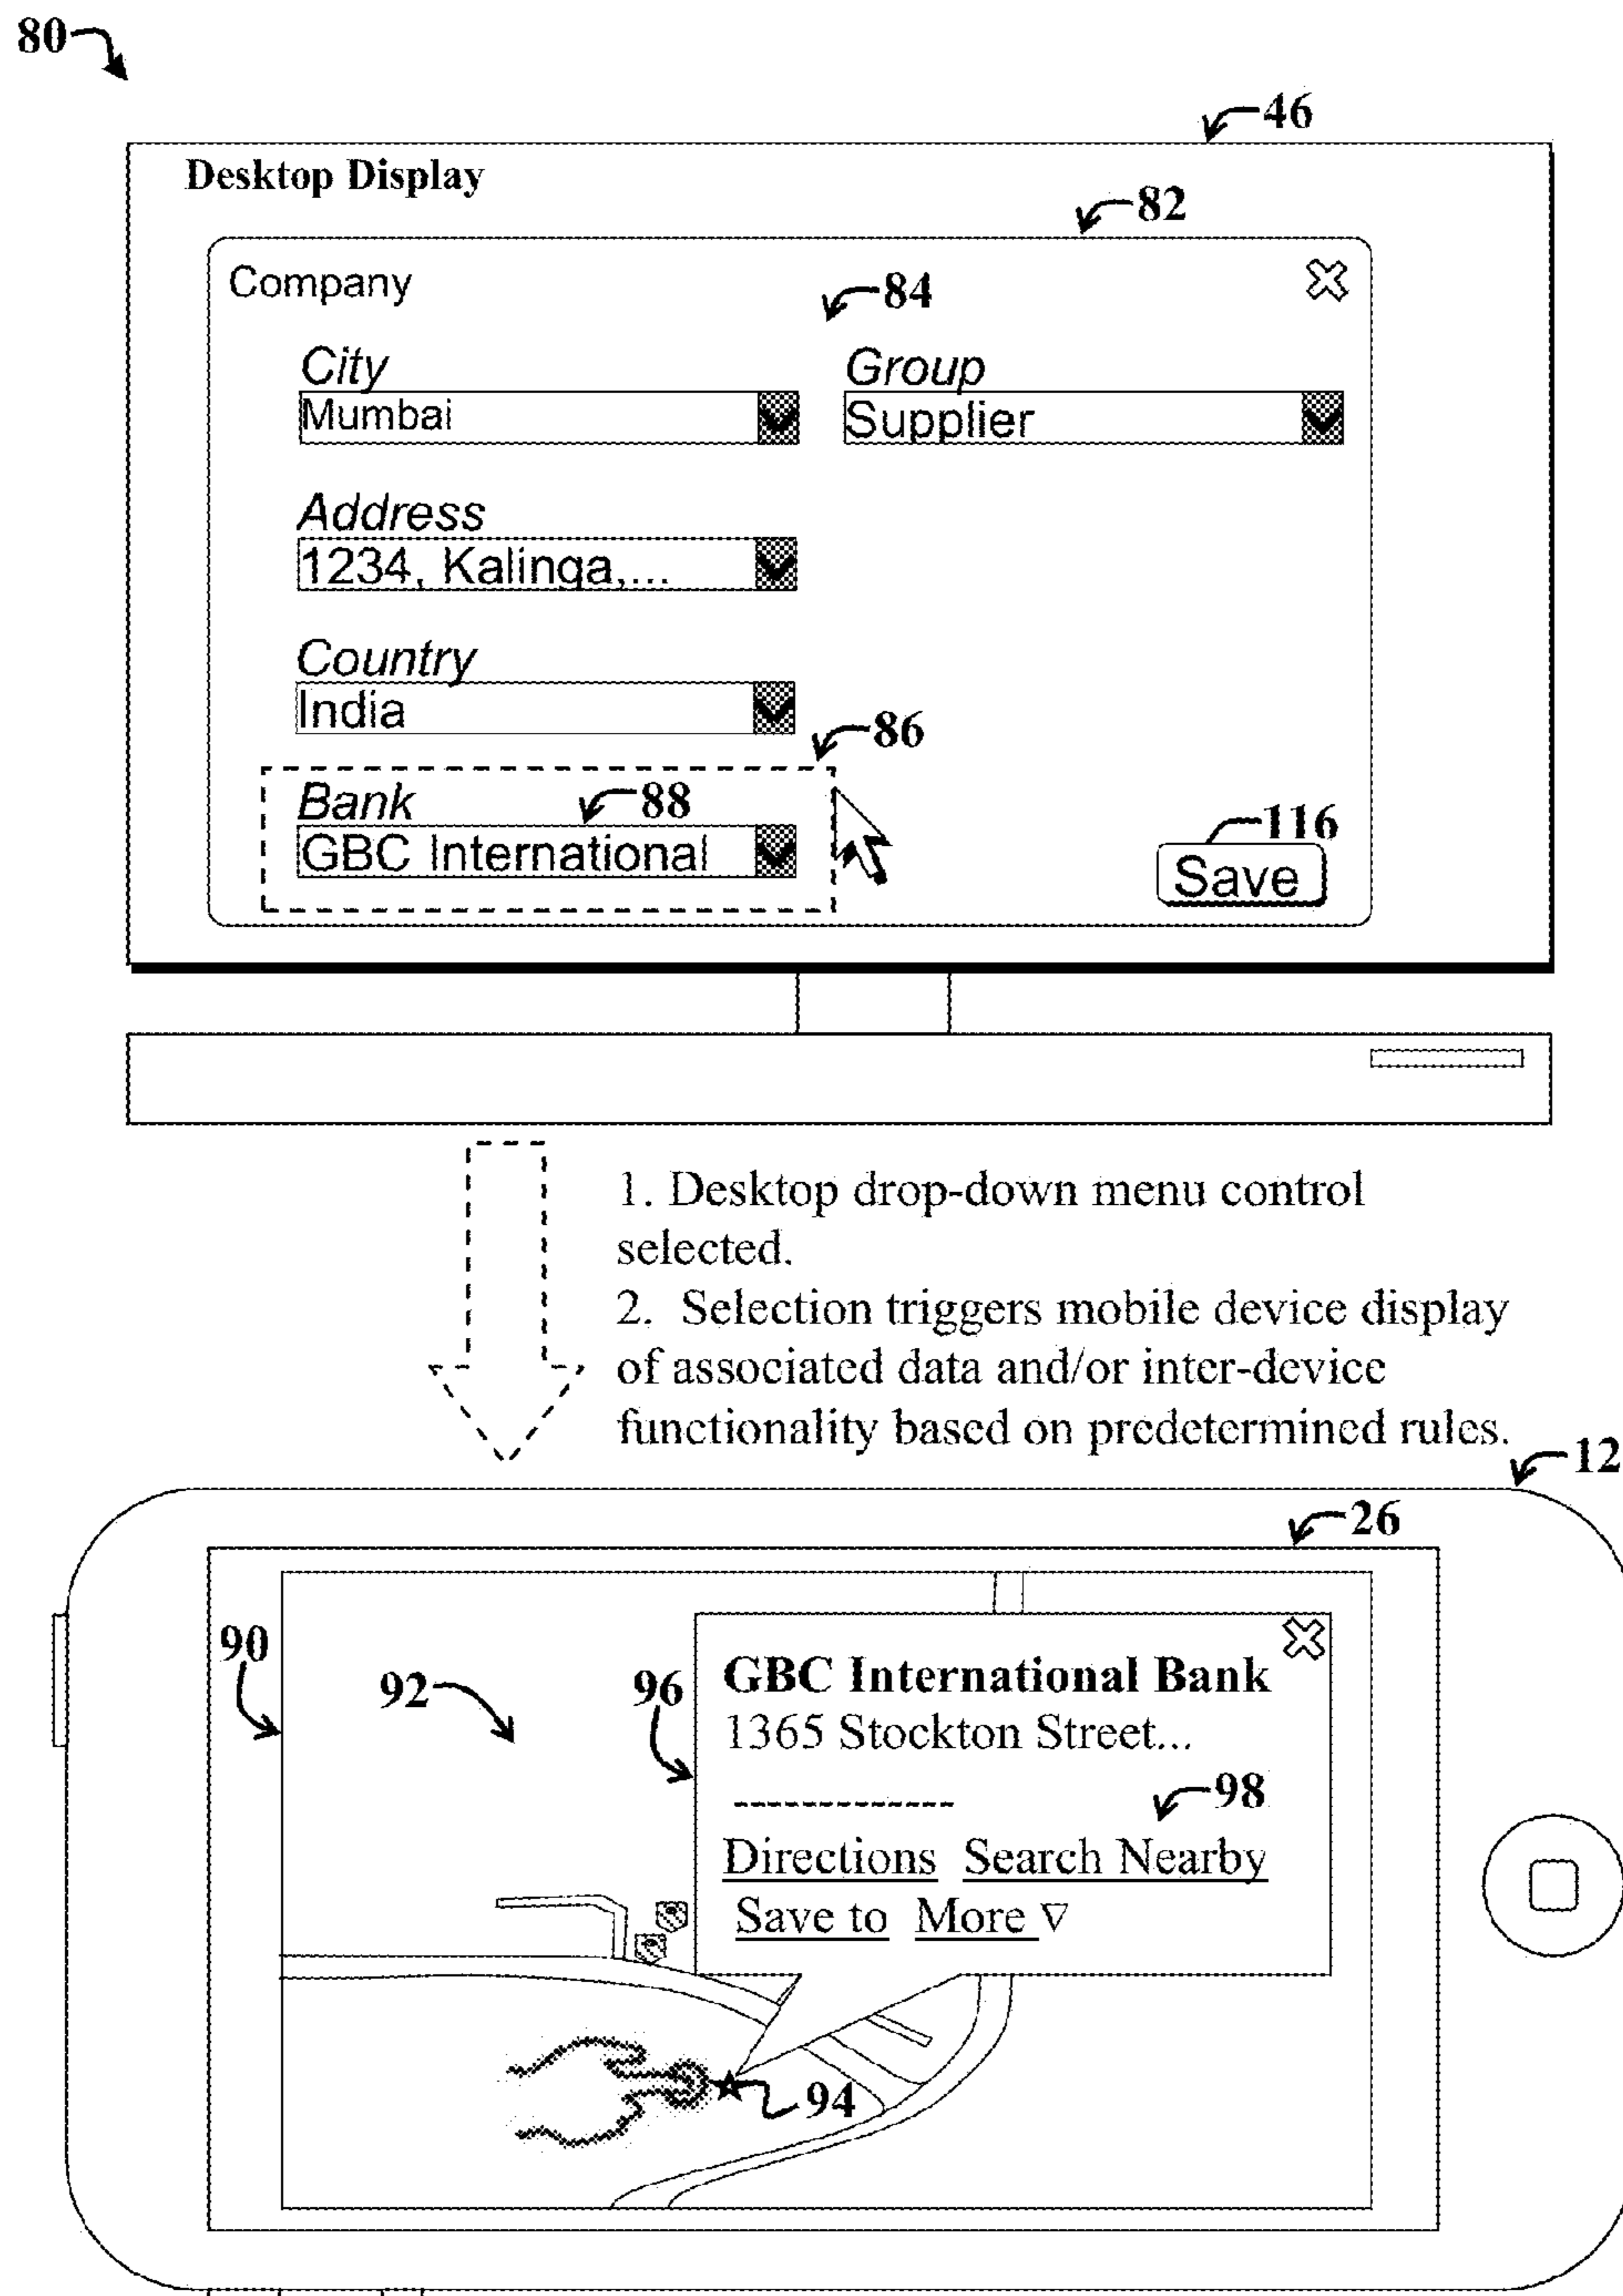 80
46
Desktop Display
82
Company
84
City
Group
Mumbai
Supplier
Address
1234, Kalinga,...
Country
India
86
Bank
88
GBC International
116
Save
1. Desktop drop-down menu control
selected.
2. Selection triggers mobile device display
of associated data and/or inter-device
functionality based on predetermined rules.
12
26
90
92
96
GBC International Bank
1365 Stockton Street...
-------------
98
Directions Search Nearby
Save to More ▽
94